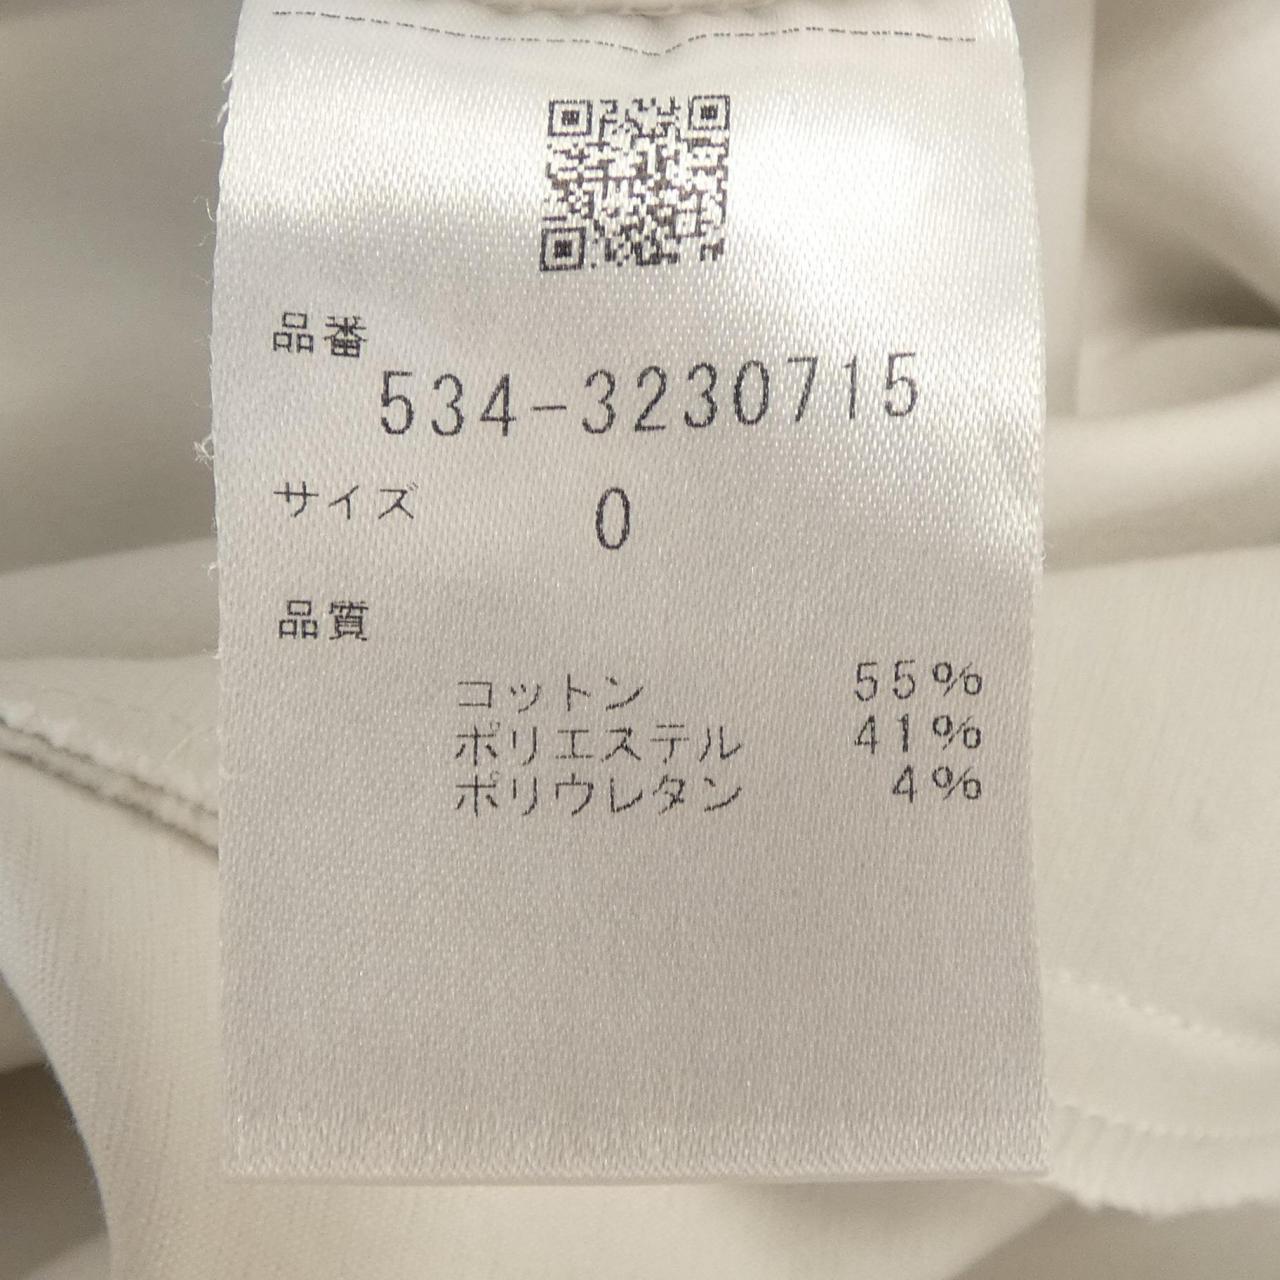 品番
534-3230715
サイズ 0
品質
コットン 55%
ポリエステル 41%
ポリウレタン 4%